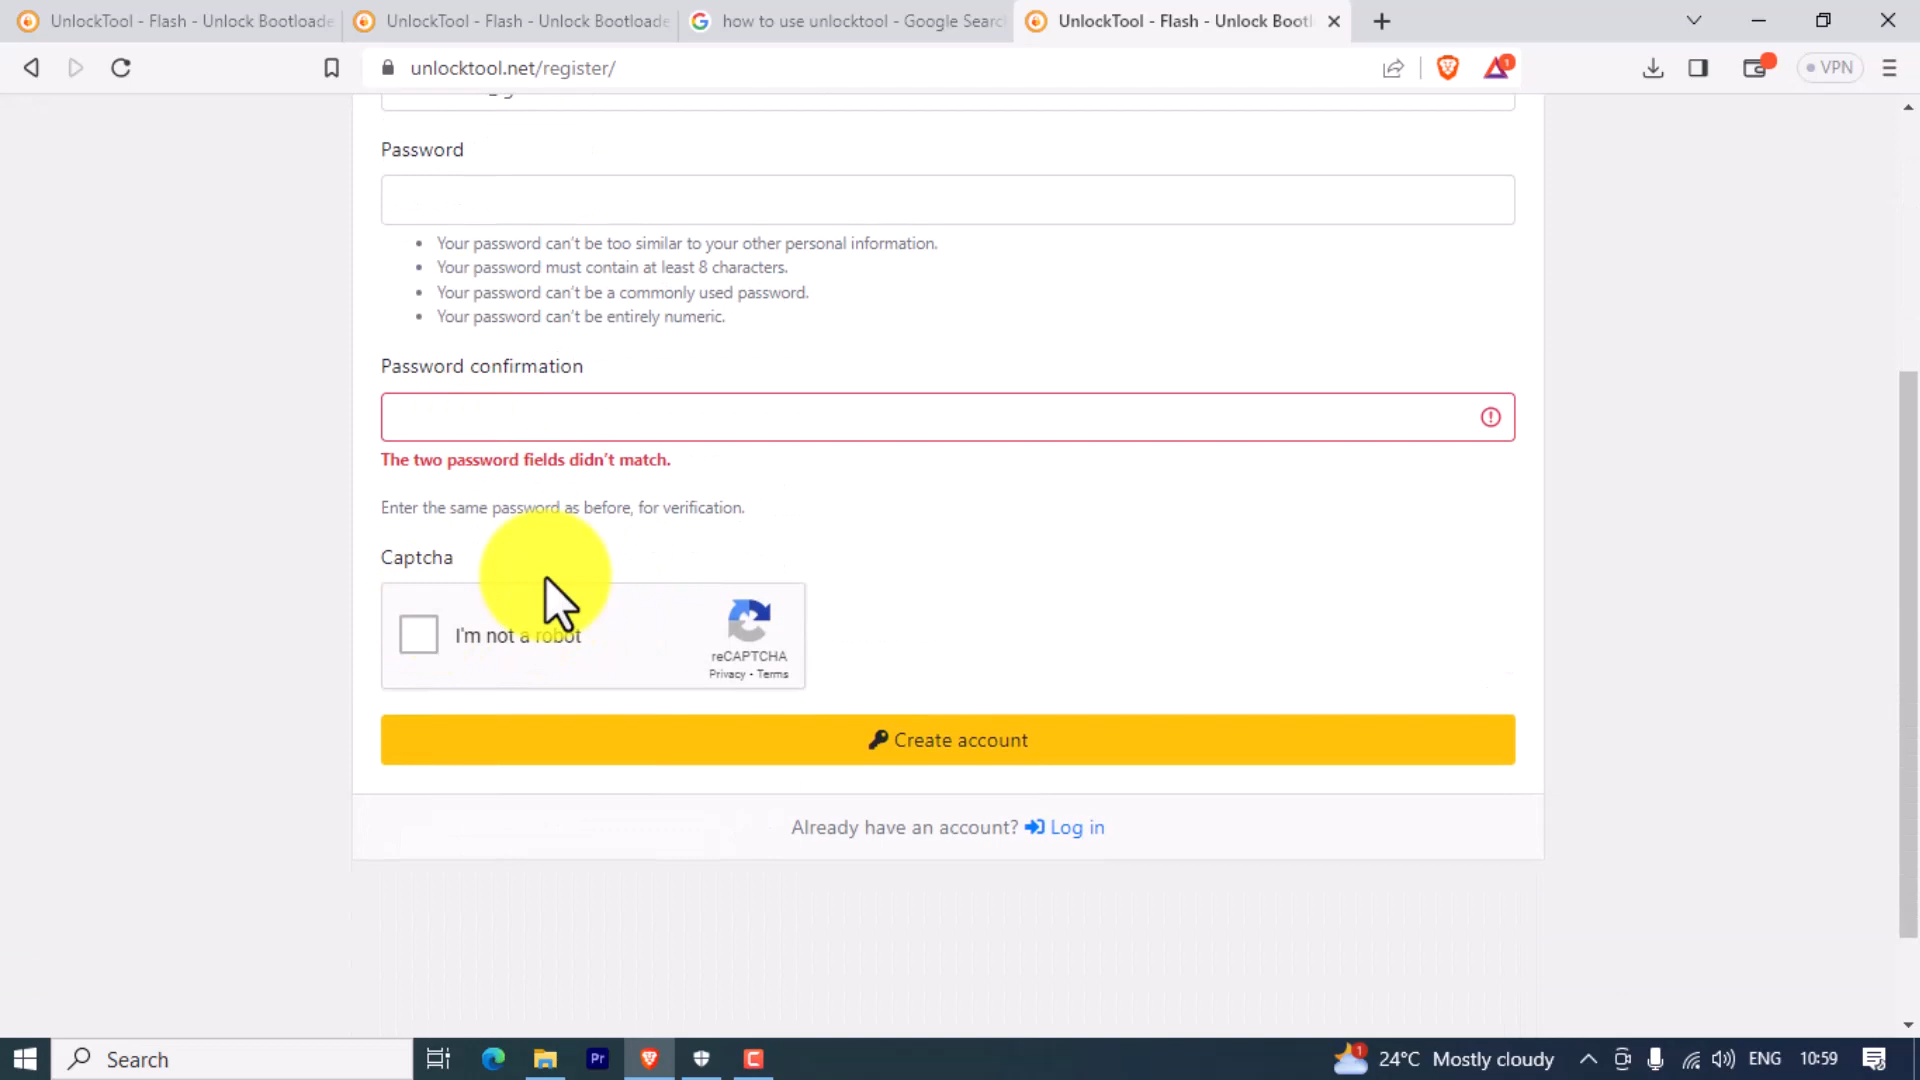 UnlockTool - Flash - Unlock Bootloade
UnlockTool - Flash - Unlock Bootloade
how to use unlocktool - Google Searc
UnlockTool - Flash - Unlock Bootl
unlocktool.net/register/
1
VPN
Password
• Your password can't be too similar to your other personal information.
• Your password must contain at least 8 characters.
• Your password can't be a commonly used password.
• Your password can't be entirely numeric.
Password confirmation
The two password fields didn't match.
Enter the same password as before, for verification.
Captcha
I'm not a robot
reCAPTCHA
Privacy - Terms
Create account
Already have an account? Log in
Search
Pr
C
1
24°C Mostly cloudy
ENG
10:59